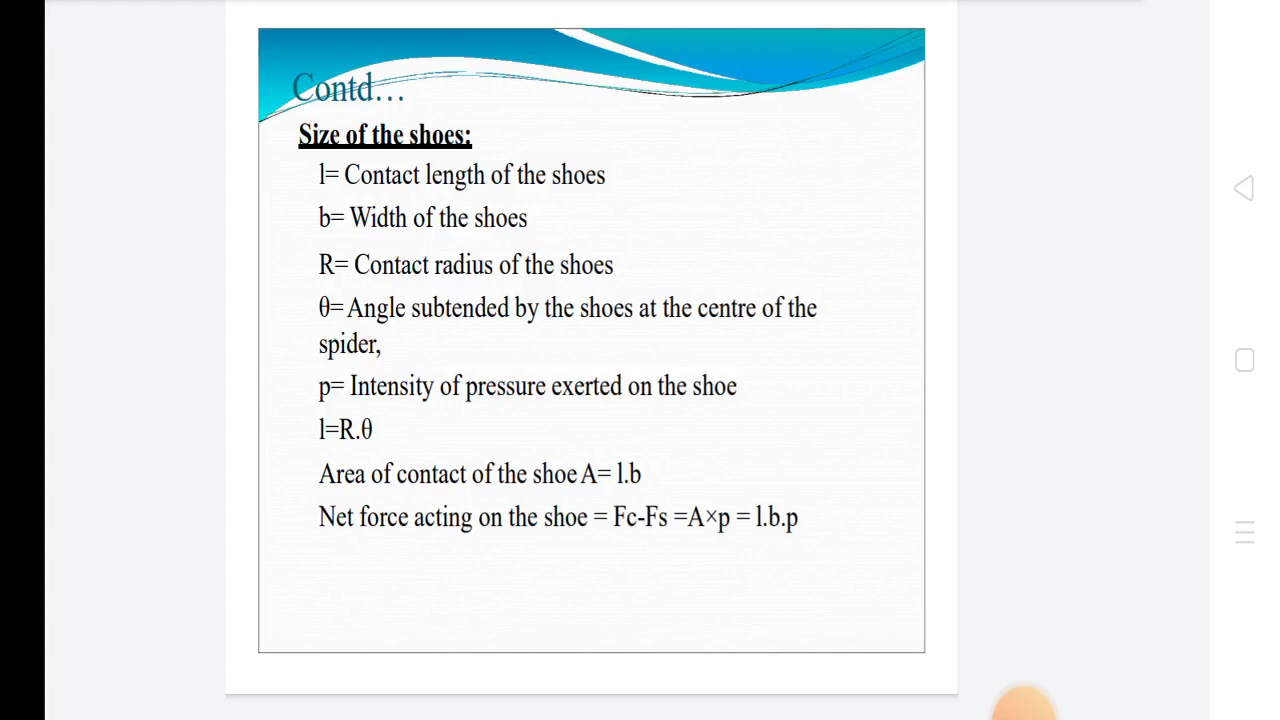 Contd…
Size of the shoes:
l= Contact length of the shoes
b= Width of the shoes
R= Contact radius of the shoes
θ= Angle subtended by the shoes at the centre of the
spider,
p= Intensity of pressure exerted on the shoe
l=R.θ
Area of contact of the shoe A= l.b
Net force acting on the shoe = Fc-Fs =A×p = l.b.p